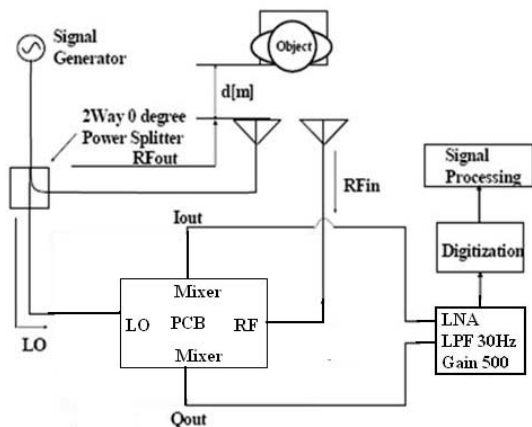 Signal
Generator
Object
d[m]
2Way 0 degree
Power Splitter
RFout
RFin
Signal
Processing
Iout
Digitization
Mixer
LO PCB RF
Mixer
LO
LNA
LPF 30Hz
Gain 500
Qout